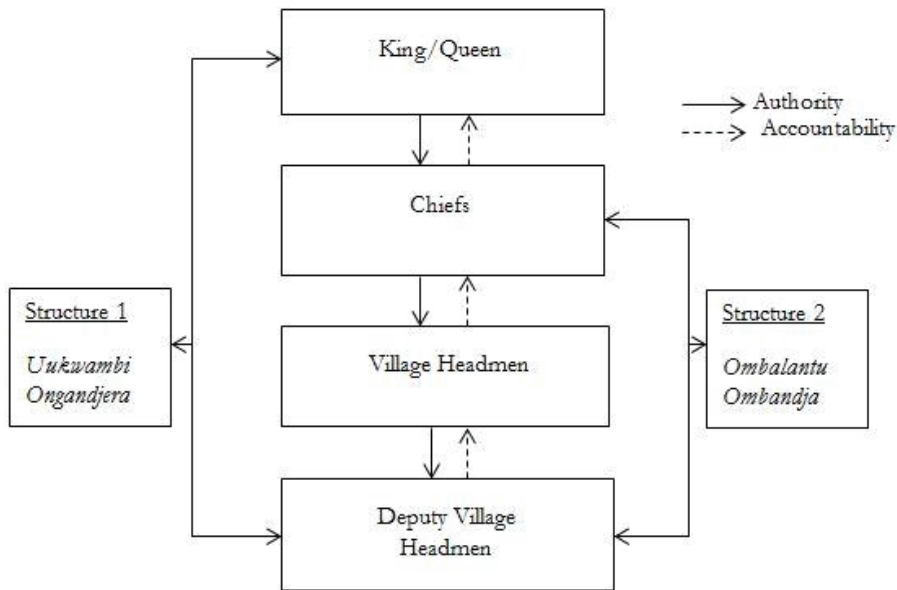 King/Queen
Authority
Accountability
Chiefs
Structure 1
Uukwambi
Ongandjera
Village Headmen
Structure 2
Ombalantu
Ombandja
Deputy Village
Headmen